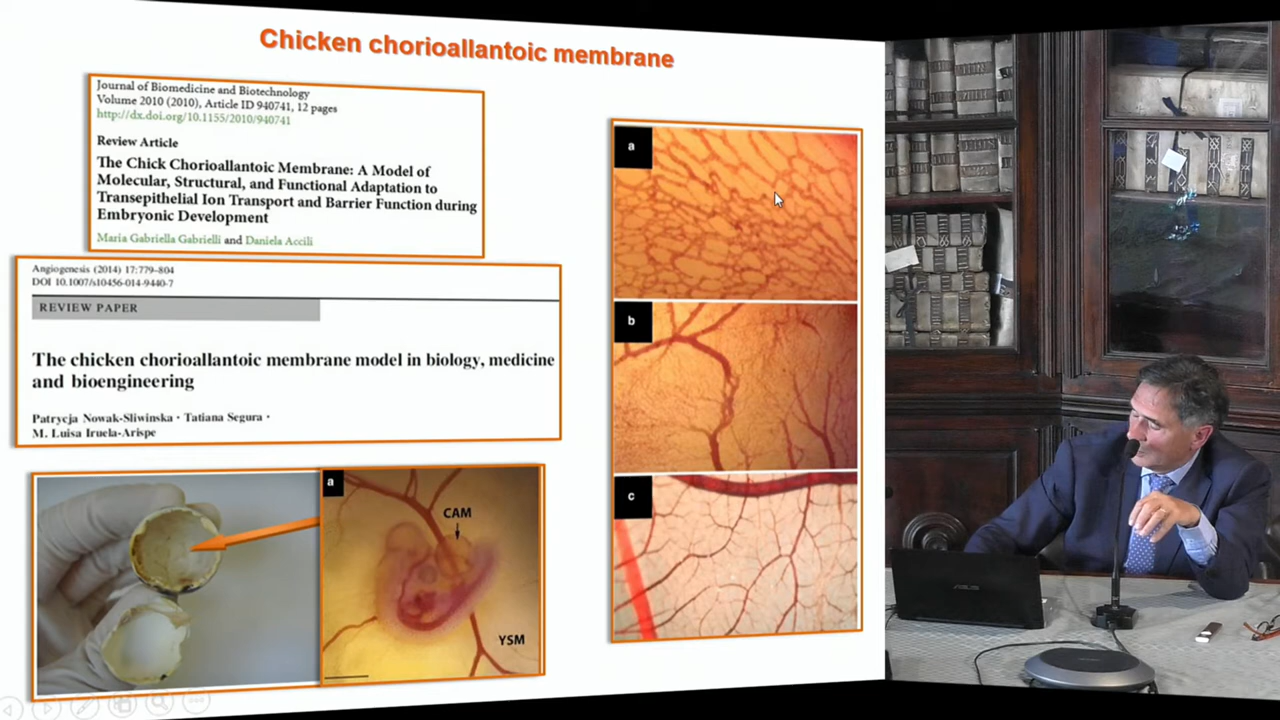 Chicken chorioallantoic membrane
Journal of Biomedicine and Biotechnology
Volume 2010 (2010), Article ID 940741, 12 pages
http://dx.doi.org/10.1155/2010/940741
Review Article
The Chick Chorioallantoic Membrane: A Model of
Molecular, Structural, and Functional Adaptation to
Transepithelial Ion Transport and Barrier Function during
Embryonic Development
Maria Gabriella Gabrielli and Daniela Accili
Angiogenesis (2014) 17:779–804
DOI 10.1007/s10456-014-9440-7
REVIEW PAPER
The chicken chorioallantoic membrane model in biology, medicine
and bioengineering
Patrycja Nowak-Sliwinska · Tatiana Segura ·
M. Luisa Iruela-Arispe
a
CAM
YSM
a
b
c
ASUS